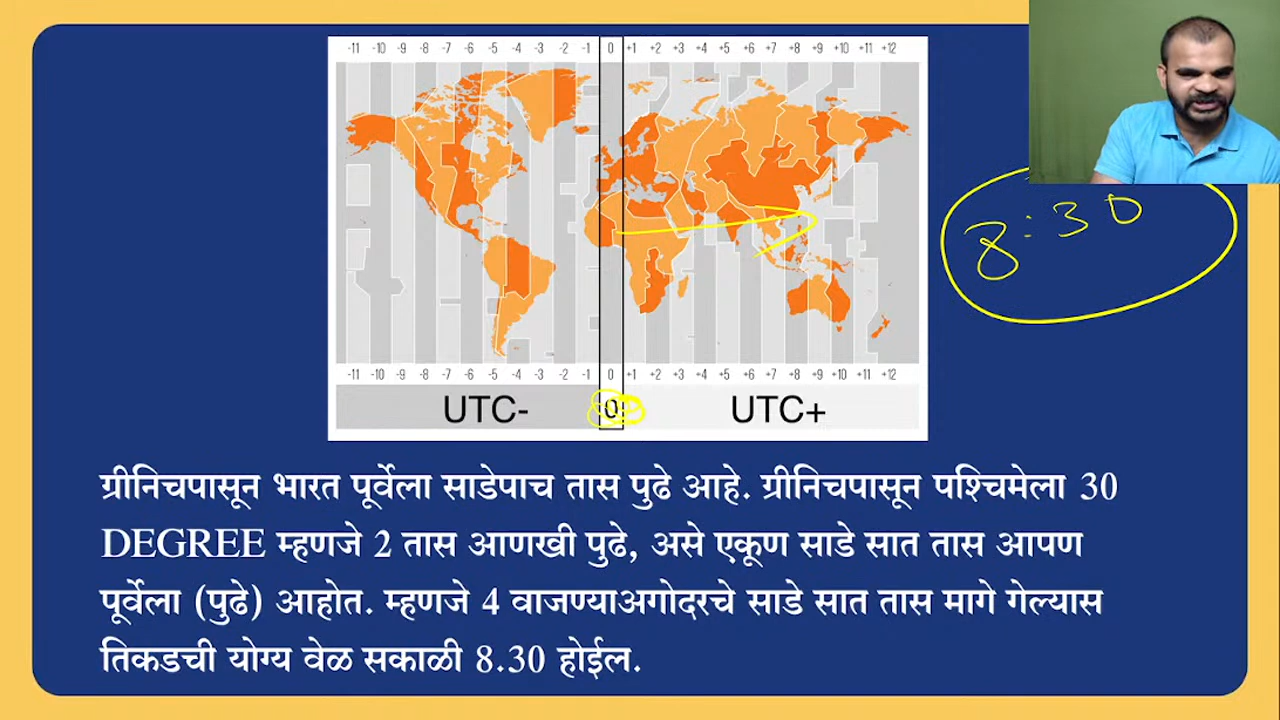 -11 -10 -9 -8 -7 -6 -5 -4 -3 -2 -1 0 +1 +2 +3 +4 +5 +6 +7 +8 +9 +10 +11 +12
8:30
-11 -10 -9 -8 -7 -6 -5 -4 -3 -2 -1 0 +1 +2 +3 +4 +5 +6 +7 +8 +9 +10 +11 +12
UTC- 0 UTC+
ग्रीनिचपासून भारत पूर्वेला साडेपाच तास पुढे आहे. ग्रीनिचपासून पश्चिमेला 30
DEGREE म्हणजे 2 तास आणखी पुढे, असे एकूण साडे सात तास आपण
पूर्वेला (पुढे) आहोत. म्हणजे 4 वाजण्याअगोदरचे साडे सात तास मागे गेल्यास
तिकडची योग्य वेळ सकाळी 8.30 होईल.